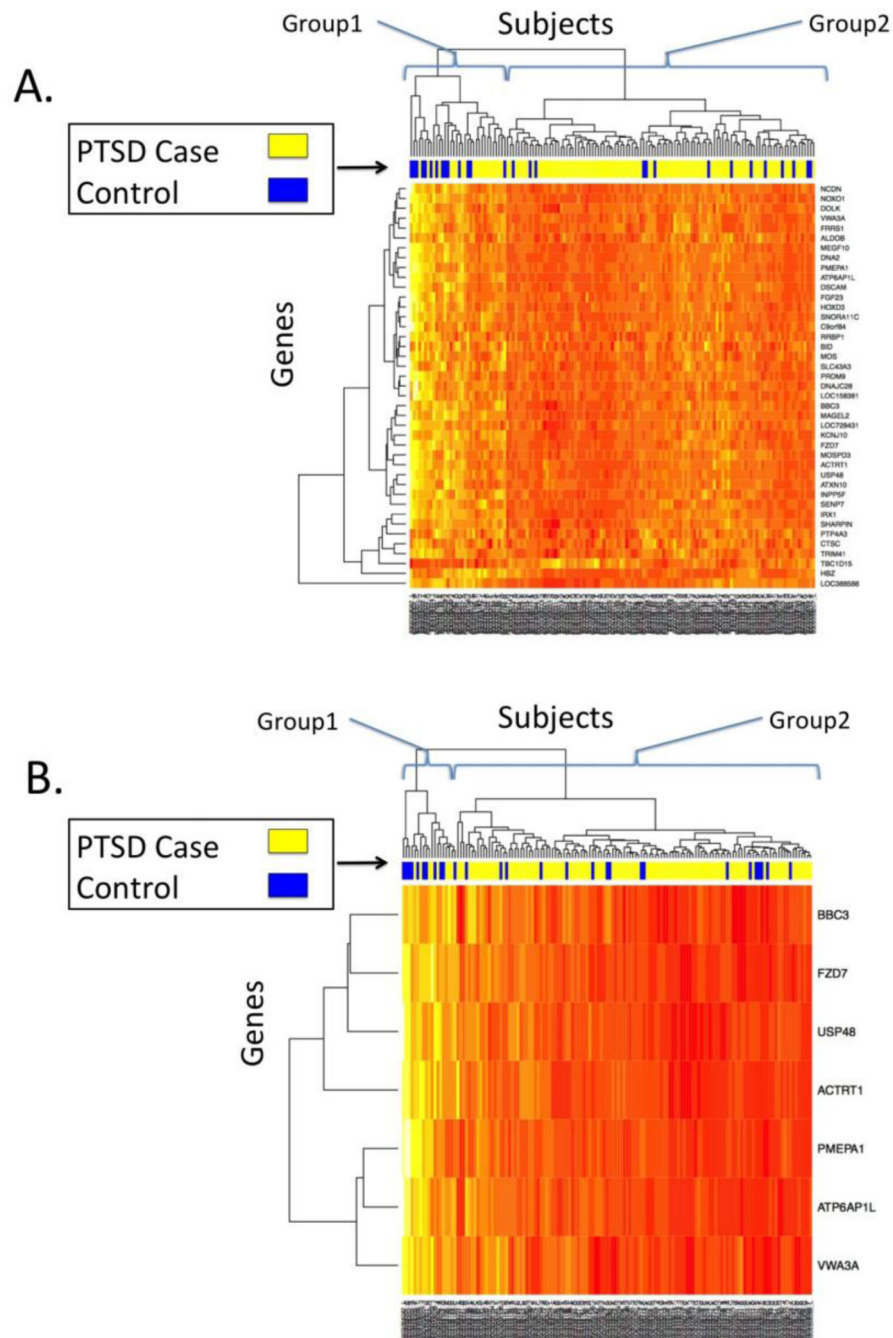 Group1
Subjects
Group2
A.
PTSD Case
Control
Genes
NCDN
NOXO1
DOLK
VWA3A
FRRS1
ALDOB
MEGF10
DNA2
PMEPA1
ATP6AP1L
DSCAM
FGF23
HOXD3
SNORA11C
C9orf84
RRBP1
BID
MOS
SLC43A3
PRDM9
DNAJC28
LOC158381
BBC3
MAGEL2
LOC728431
KCNJ10
FZD7
MOSPD3
ACTRT1
USP48
ATXN10
INPP5F
SENP7
IRX1
SHARPIN
PTP4A3
CTSC
TRIM41
TBC1D15
HBZ
LOC388588
Group1
Subjects
Group2
B.
PTSD Case
Control
Genes
BBC3
FZD7
USP48
ACTRT1
PMEPA1
ATP6AP1L
VWA3A